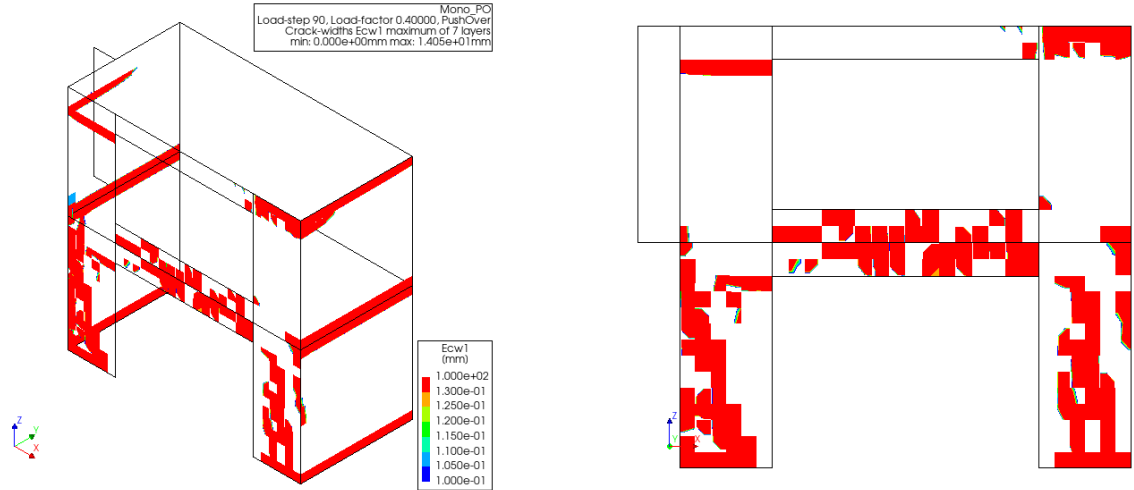 Mono_PO
Load-step 90, Load-factor 0.40000, PushOver
Crack-widths Ecw1 maximum of 7 layers
min: 0.000e+00mm max: 1.405e+01mm
Ecw1
(mm)
1.000e+02
1.300e-01
1.250e-01
1.200e-01
1.150e-01
1.100e-01
1.050e-01
1.000e-01
Z
Y
X
Z
Y
X